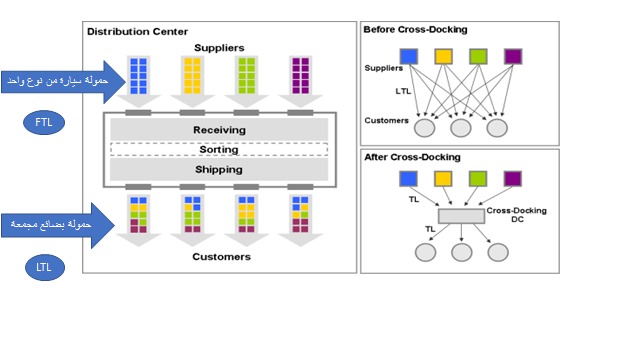 Distribution Center
Suppliers
حمولة سيارة من نوع واحد
FTL
Receiving
Sorting
Shipping
حمولة بضائع مجمعة
LTL
Customers
Before Cross-Docking
Suppliers
LTL
Customers
After Cross-Docking
TL
Cross-Docking
DC
TL